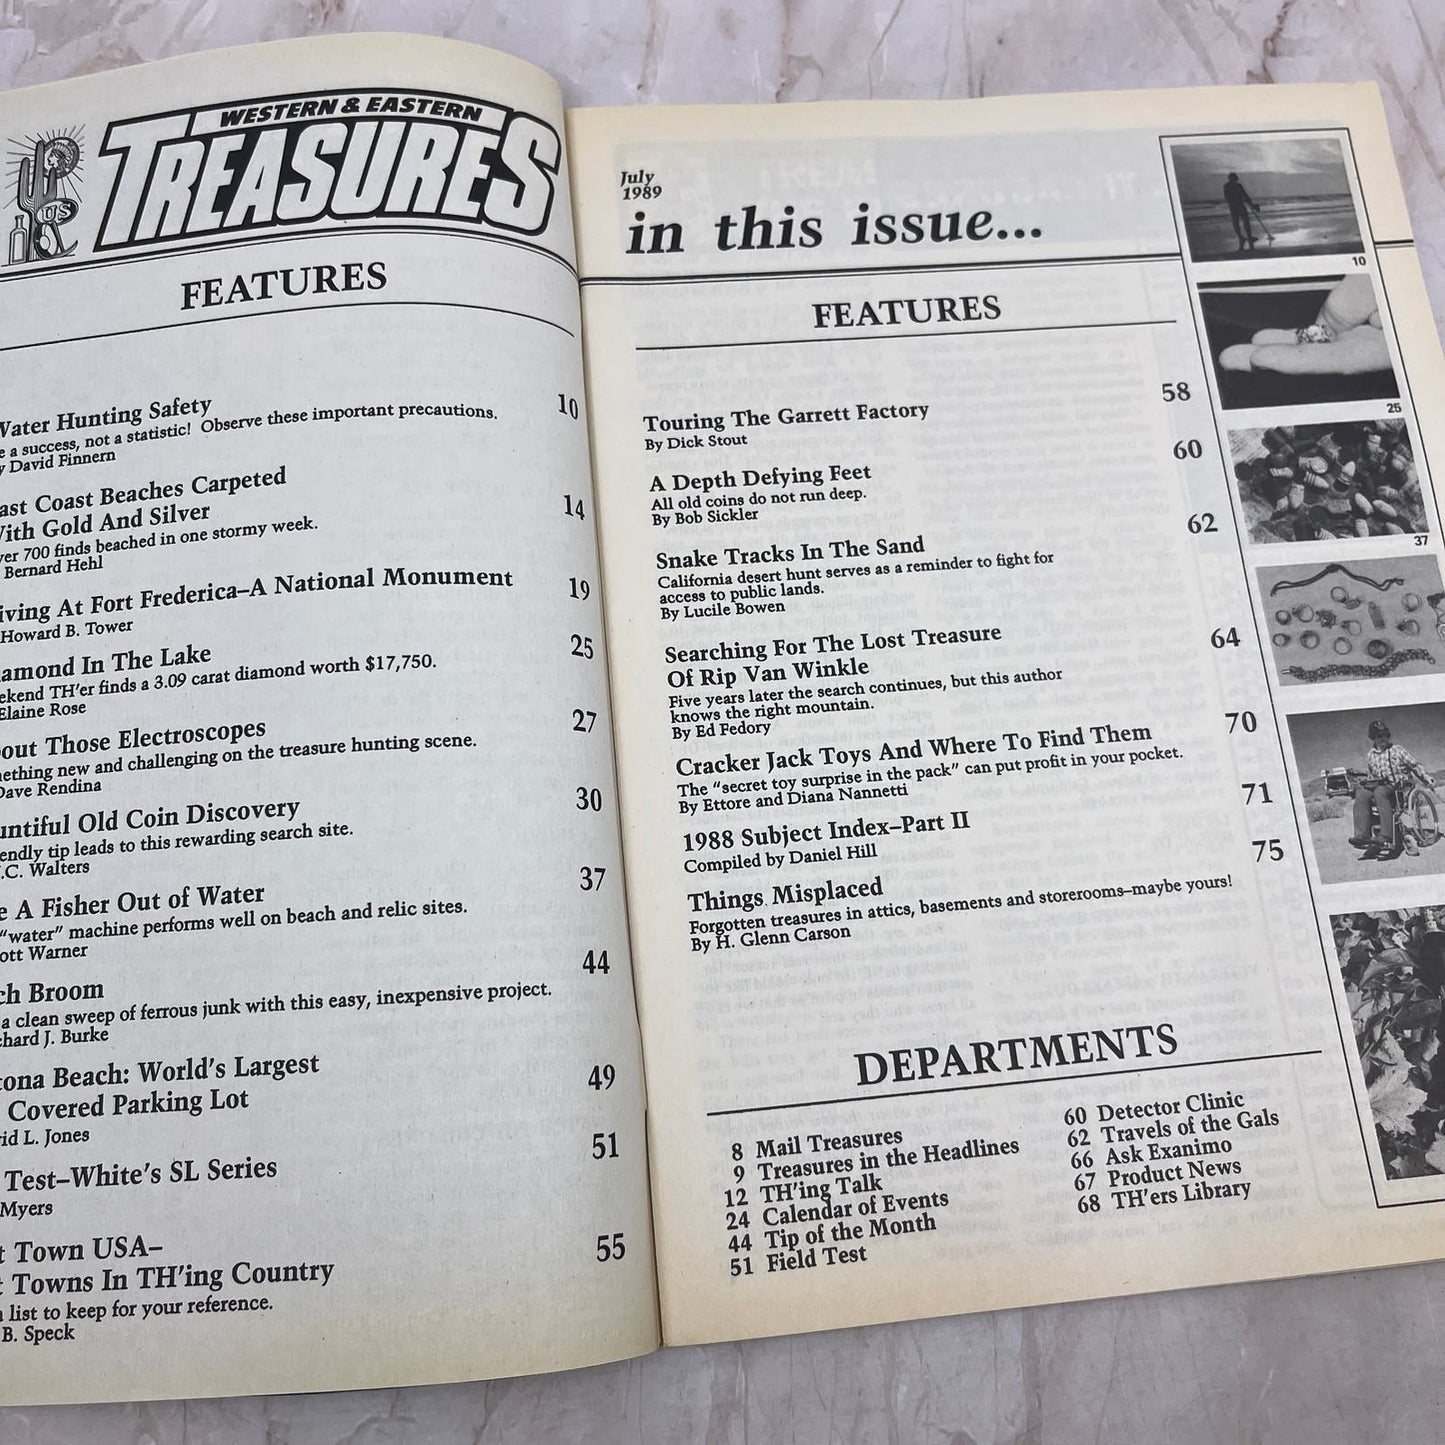 WESTERN & EASTERN
TREASURES
US
FEATURES
Water Hunting Safety 10
a success, not a statistic! Observe these important precautions.
David Finnern
Coast Beaches Carpeted
With Gold And Silver 14
700 finds beached in one stormy week.
Bernard Hehl
At Fort Frederica–A National Monument 19
Howard B. Tower
In The Lake 25
TH'er finds a 3.09 carat diamond worth $17,750.
Elaine Rose
Those Electroscopes 27
new and challenging on the treasure hunting scene.
Dave Rendina
Old Coin Discovery 30
tip leads to this rewarding search site.
.C. Walters
A Fisher Out of Water 37
"water" machine performs well on beach and relic sites.
Warner
Broom 44
a clean sweep of ferrous junk with this easy, inexpensive project.
J. Burke
Beach: World's Largest
Covered Parking Lot 49
L. Jones
Test–White's SL Series 51
Myers
Town USA–
Towns In TH'ing Country 55
list to keep for your reference.
B. Speck
July
1989
in this issue...
FEATURES
Touring The Garrett Factory 58
By Dick Stout
A Depth Defying Feet 60
All old coins do not run deep.
By Bob Sickler
Snake Tracks In The Sand 62
California desert hunt serves as a reminder to fight for
access to public lands.
By Lucile Bowen
Searching For The Lost Treasure
Of Rip Van Winkle 64
Five years later the search continues, but this author
knows the right mountain.
By Ed Fedory
Cracker Jack Toys And Where To Find Them 70
The "secret toy surprise in the pack" can put profit in your pocket.
By Ettore and Diana Nannetti
1988 Subject Index–Part II 71
Compiled by Daniel Hill
Things Misplaced 75
Forgotten treasures in attics, basements and storerooms–maybe yours!
By H. Glenn Carson
DEPARTMENTS
8 Mail Treasures
9 Treasures in the Headlines
12 TH'ing Talk
24 Calendar of Events
44 Tip of the Month
51 Field Test
60 Detector Clinic
62 Travels of the Gals
66 Ask Exanimo
67 Product News
68 TH'ers Library
10
25
37